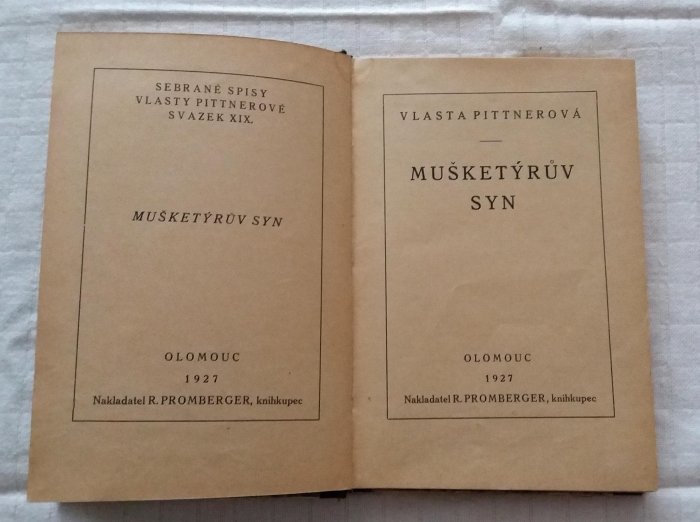 SEBRANÉ SPISY
VLASTY PITTNEROVÉ
SVAZEK XIX.
MUŠKETÝRŮV SYN
OLOMOUC
1927
Nakladatel R. PROMBERGER, knihkupec
VLASTA PITTNEROVÁ
MUŠKETÝRŮV
SYN
OLOMOUC
1927
Nakladatel R. PROMBERGER, knihkupec